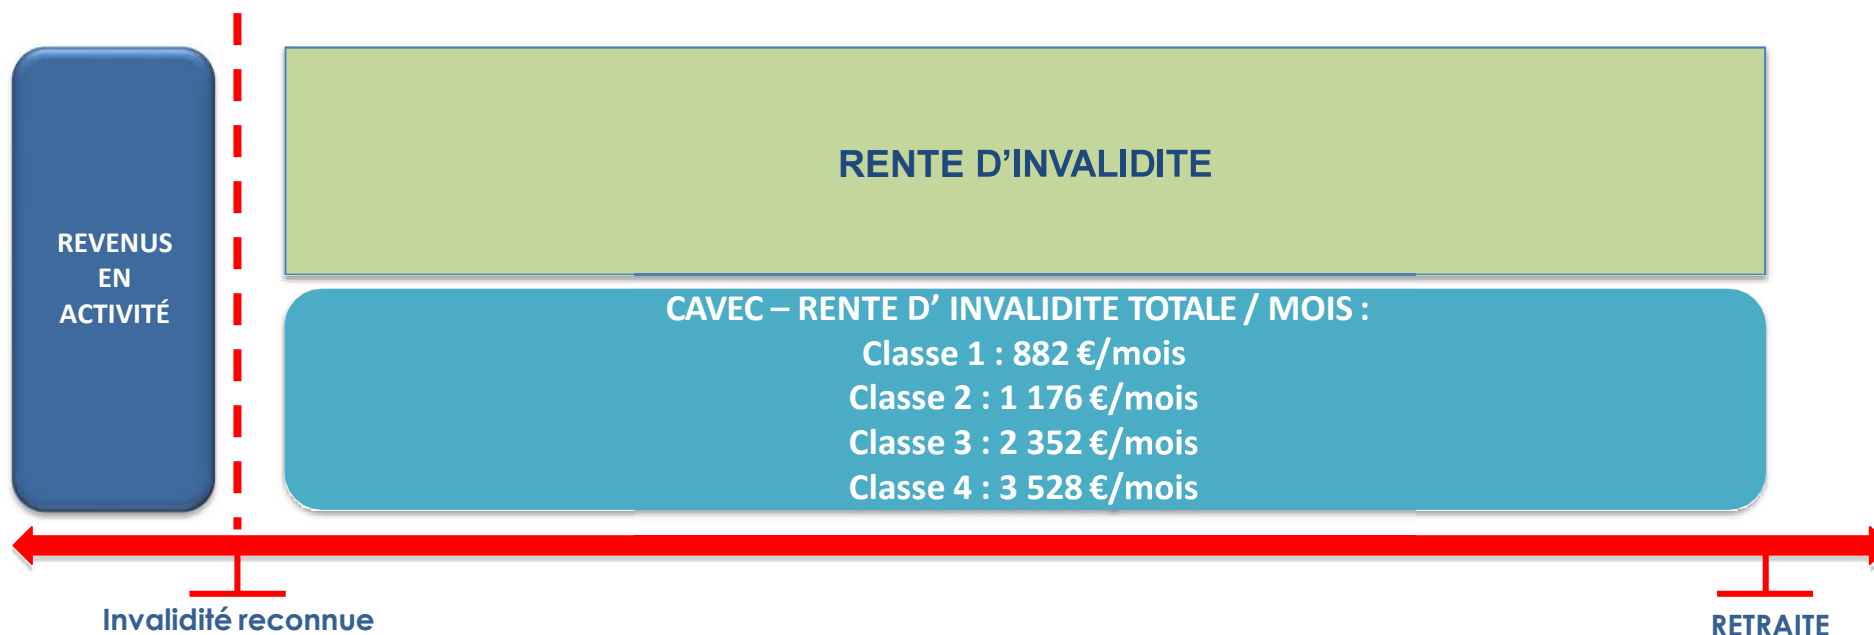 REVENUS
EN
ACTIVITÉ
RENTE D’INVALIDITE
CAVEC – RENTE D’ INVALIDITE TOTALE / MOIS :
Classe 1 : 882 €/mois
Classe 2 : 1 176 €/mois
Classe 3 : 2 352 €/mois
Classe 4 : 3 528 €/mois
Invalidité reconnue
RETRAITE